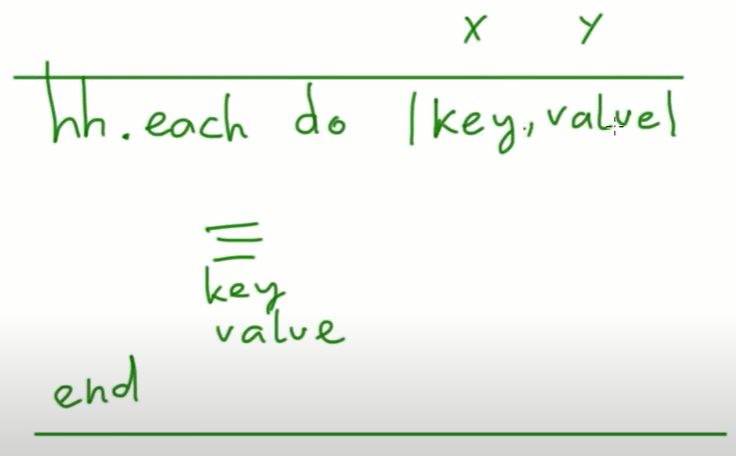 x y
hh.each do |key, value|
key
value
end